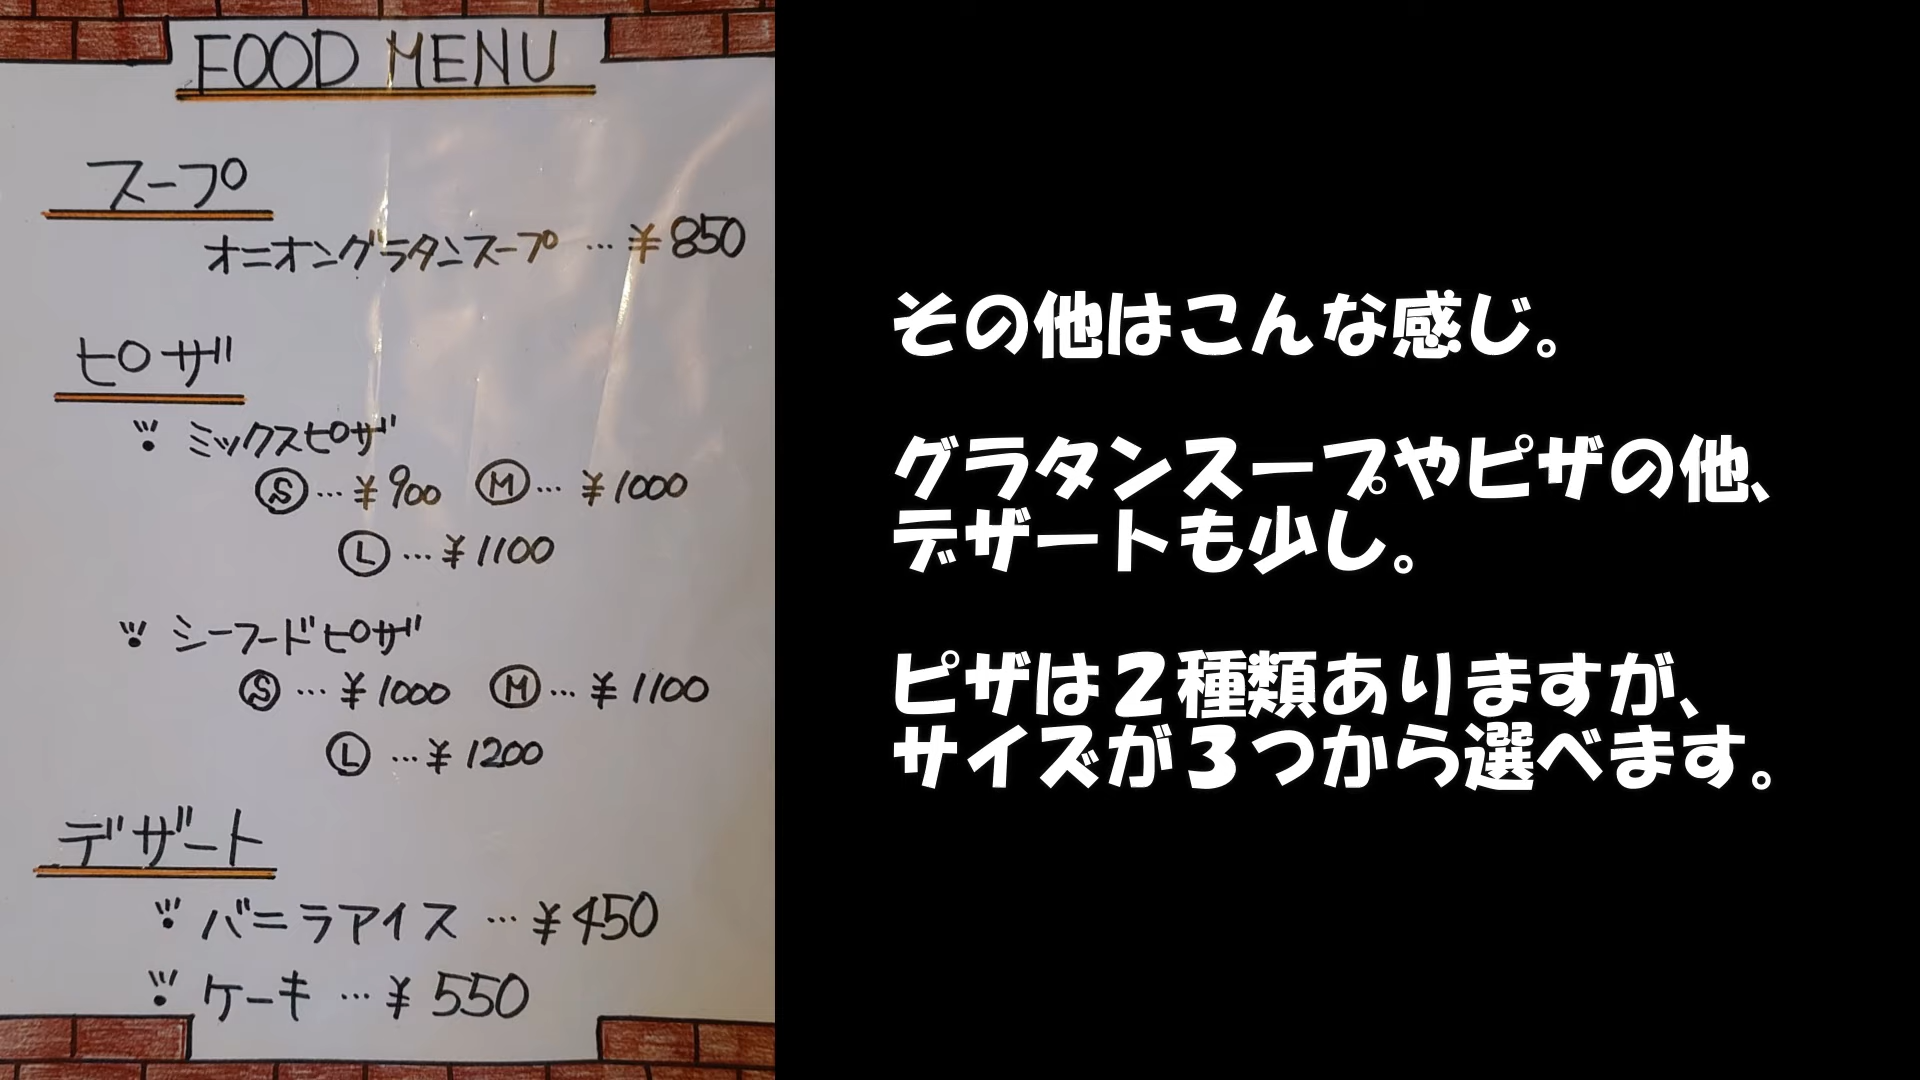 FOOD MENU
スープ
オニオングラタンスープ … ¥850
ピザ
ミックスピザ
Ⓢ … ¥900 Ⓜ … ¥1000
Ⓛ … ¥1100
シーフードピザ
Ⓢ … ¥1000 Ⓜ … ¥1100
Ⓛ … ¥1200
デザート
バニラアイス … ¥450
ケーキ … ¥550
その他はこんな感じ。
グラタンスープやピザの他、
デザートも少し。
ピザは２種類ありますが、
サイズが３つから選べます。